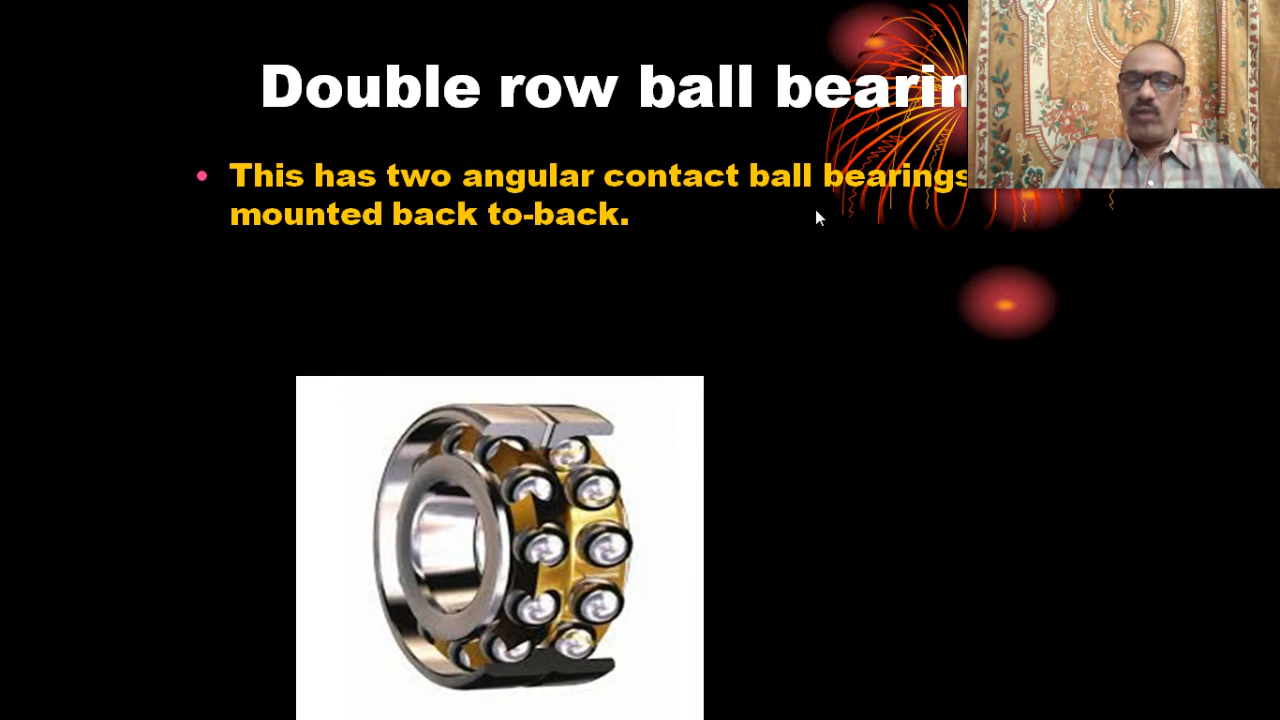 Double row ball bearin
This has two angular contact ball bearings
mounted back to-back.